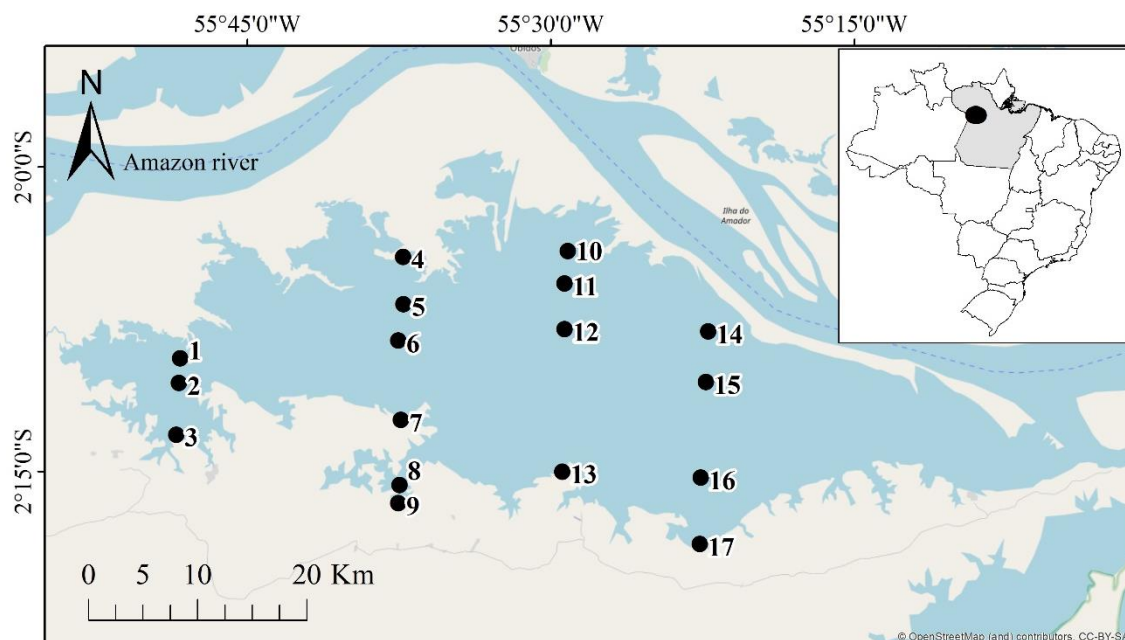 55°45'0"W 55°30'0"W 55°15'0"W
Óbidos
N
Amazon river
2°0'0"S
Ilha do
Amador
4
10
5
11
6
12
14
1
2
15
3
7
2°15'0"S
8
13
16
9
17
0 5 10 20 Km
© OpenStreetMap (and) contributors, CC-BY-SA